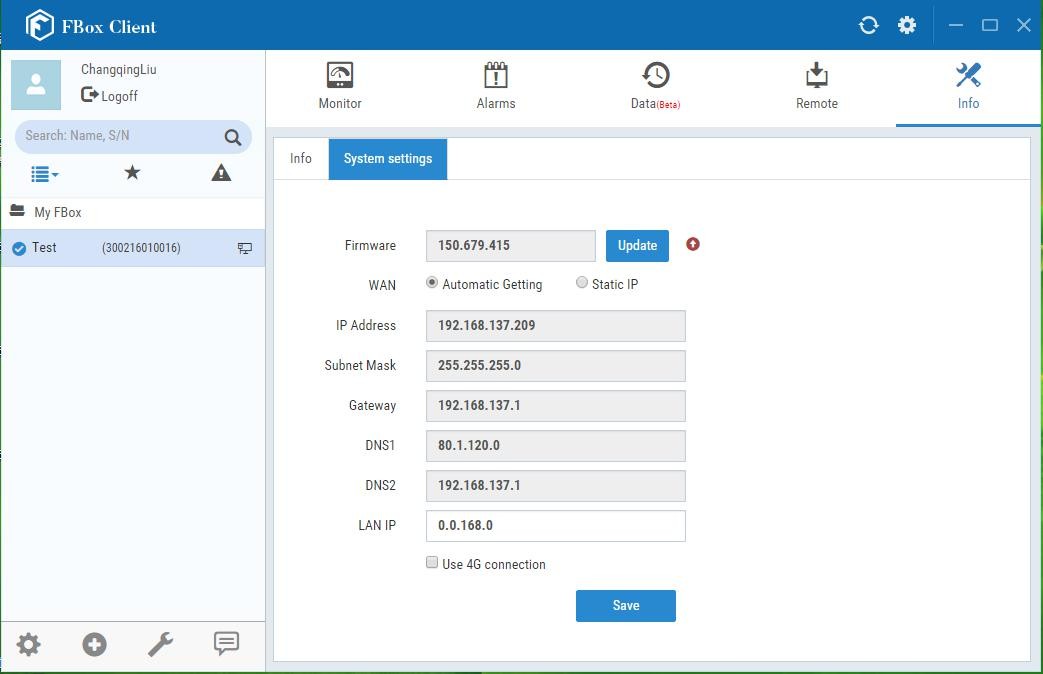 FBox Client
ChangqingLiu
Logoff
Search: Name, S/N
My FBox
Test (300216010016)
Monitor
Alarms
Data(Beta)
Remote
Info
Info
System settings
Firmware 150.679.415 Update
WAN Automatic Getting Static IP
IP Address 192.168.137.209
Subnet Mask 255.255.255.0
Gateway 192.168.137.1
DNS1 80.1.120.0
DNS2 192.168.137.1
LAN IP 0.0.168.0
Use 4G connection
Save